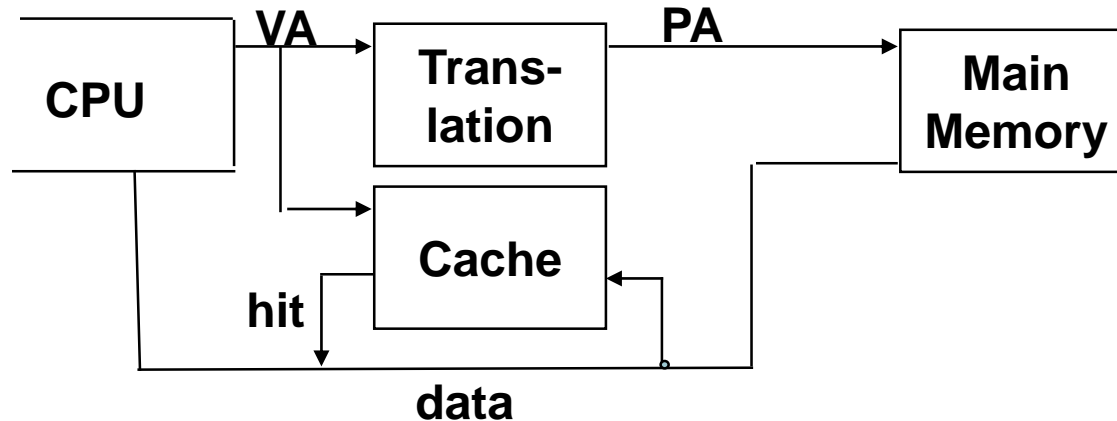 VA
PA
CPU
Trans-
lation
Main
Memory
Cache
hit
data